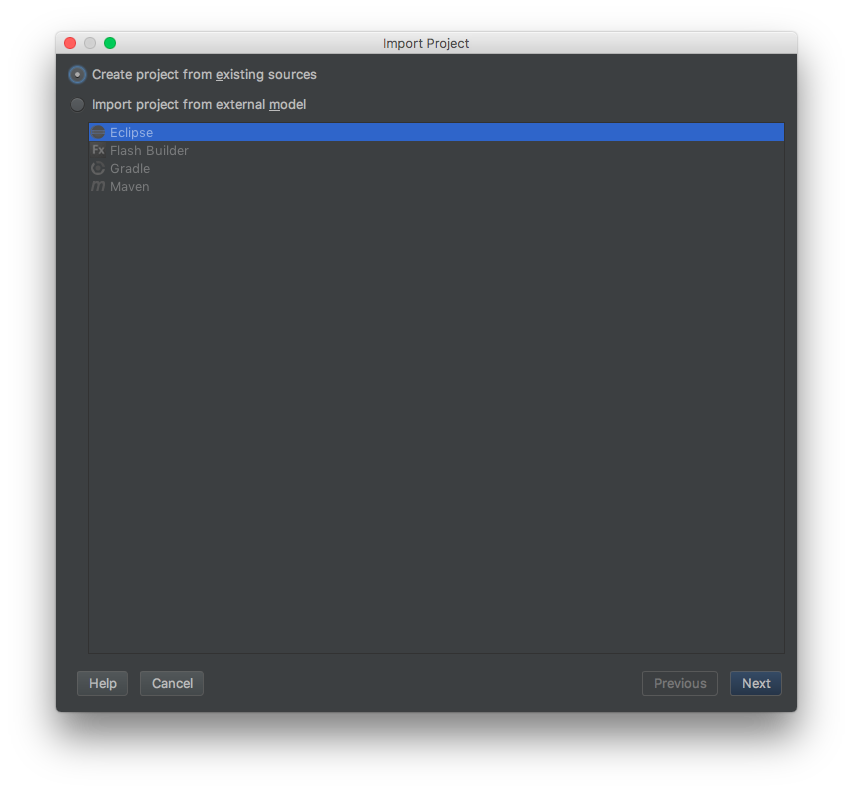 Import Project
Create project from existing sources
Import project from external model
Eclipse
Fx Flash Builder
Gradle
m Maven
Help Cancel Previous Next